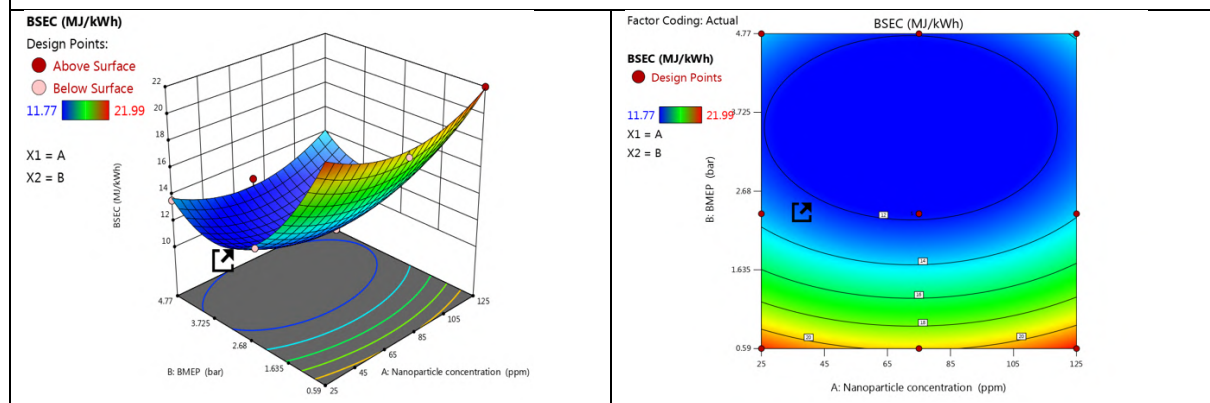 BSEC (MJ/kWh)
Design Points:
Above Surface
Below Surface
11.77 21.99
X1 = A
X2 = B
BSEC (MJ/kWh)
22
20
18
16
14
12
10
4.77
3.725
2.68
1.635
0.59
B: BMEP (bar)
25
45
65
85
105
125
A: Nanoparticle concentration (ppm)
Factor Coding: Actual
BSEC (MJ/kWh)
BSEC (MJ/kWh)
Design Points
11.77 21.99
X1 = A
X2 = B
B: BMEP (bar)
4.77
3.725
2.68
1.635
0.59
12
14
20
20
25 45 65 85 105 125
A: Nanoparticle concentration (ppm)